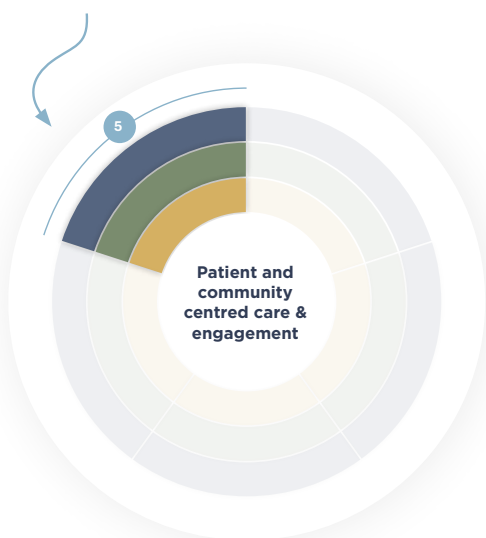 5
Patient and
community
centred care &
engagement